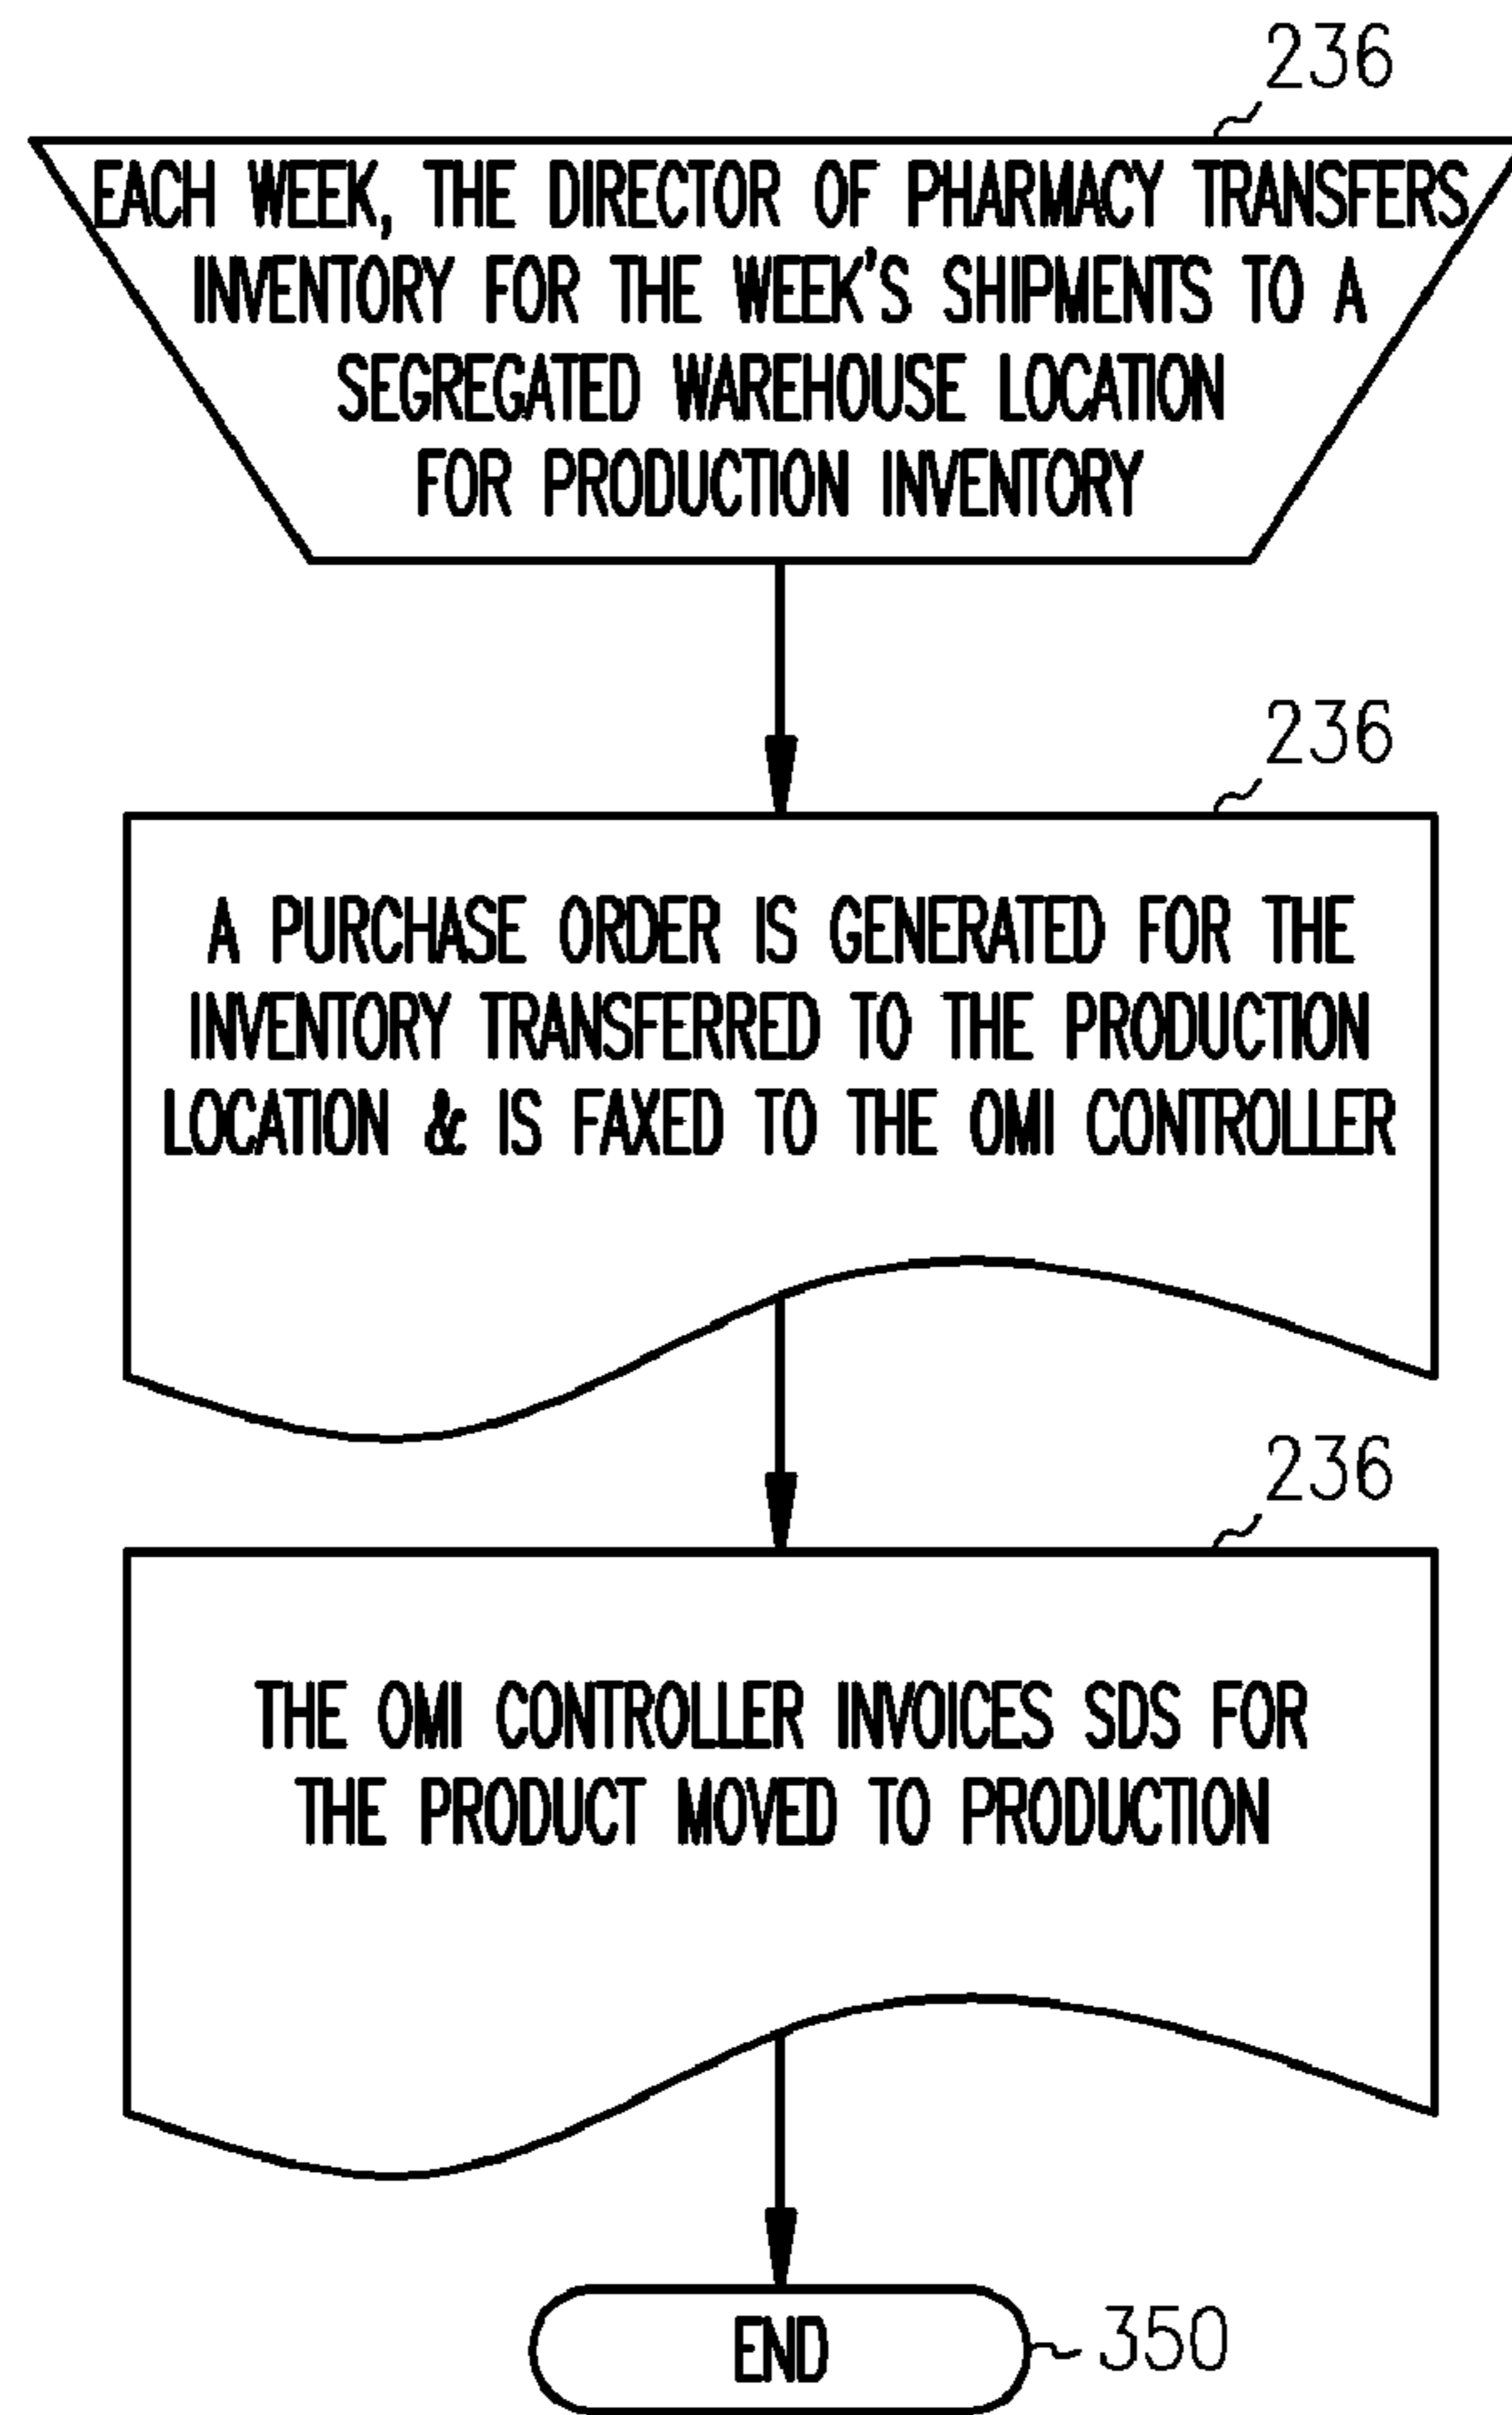 236
EACH WEEK, THE DIRECTOR OF PHARMACY TRANSFERS
INVENTORY FOR THE WEEK'S SHIPMENTS TO A
SEGREGATED WAREHOUSE LOCATION
FOR PRODUCTION INVENTORY
236
A PURCHASE ORDER IS GENERATED FOR THE
INVENTORY TRANSFERRED TO THE PRODUCTION
LOCATION & IS FAXED TO THE OMI CONTROLLER
236
THE OMI CONTROLLER INVOICES SDS FOR
THE PRODUCT MOVED TO PRODUCTION
END 350